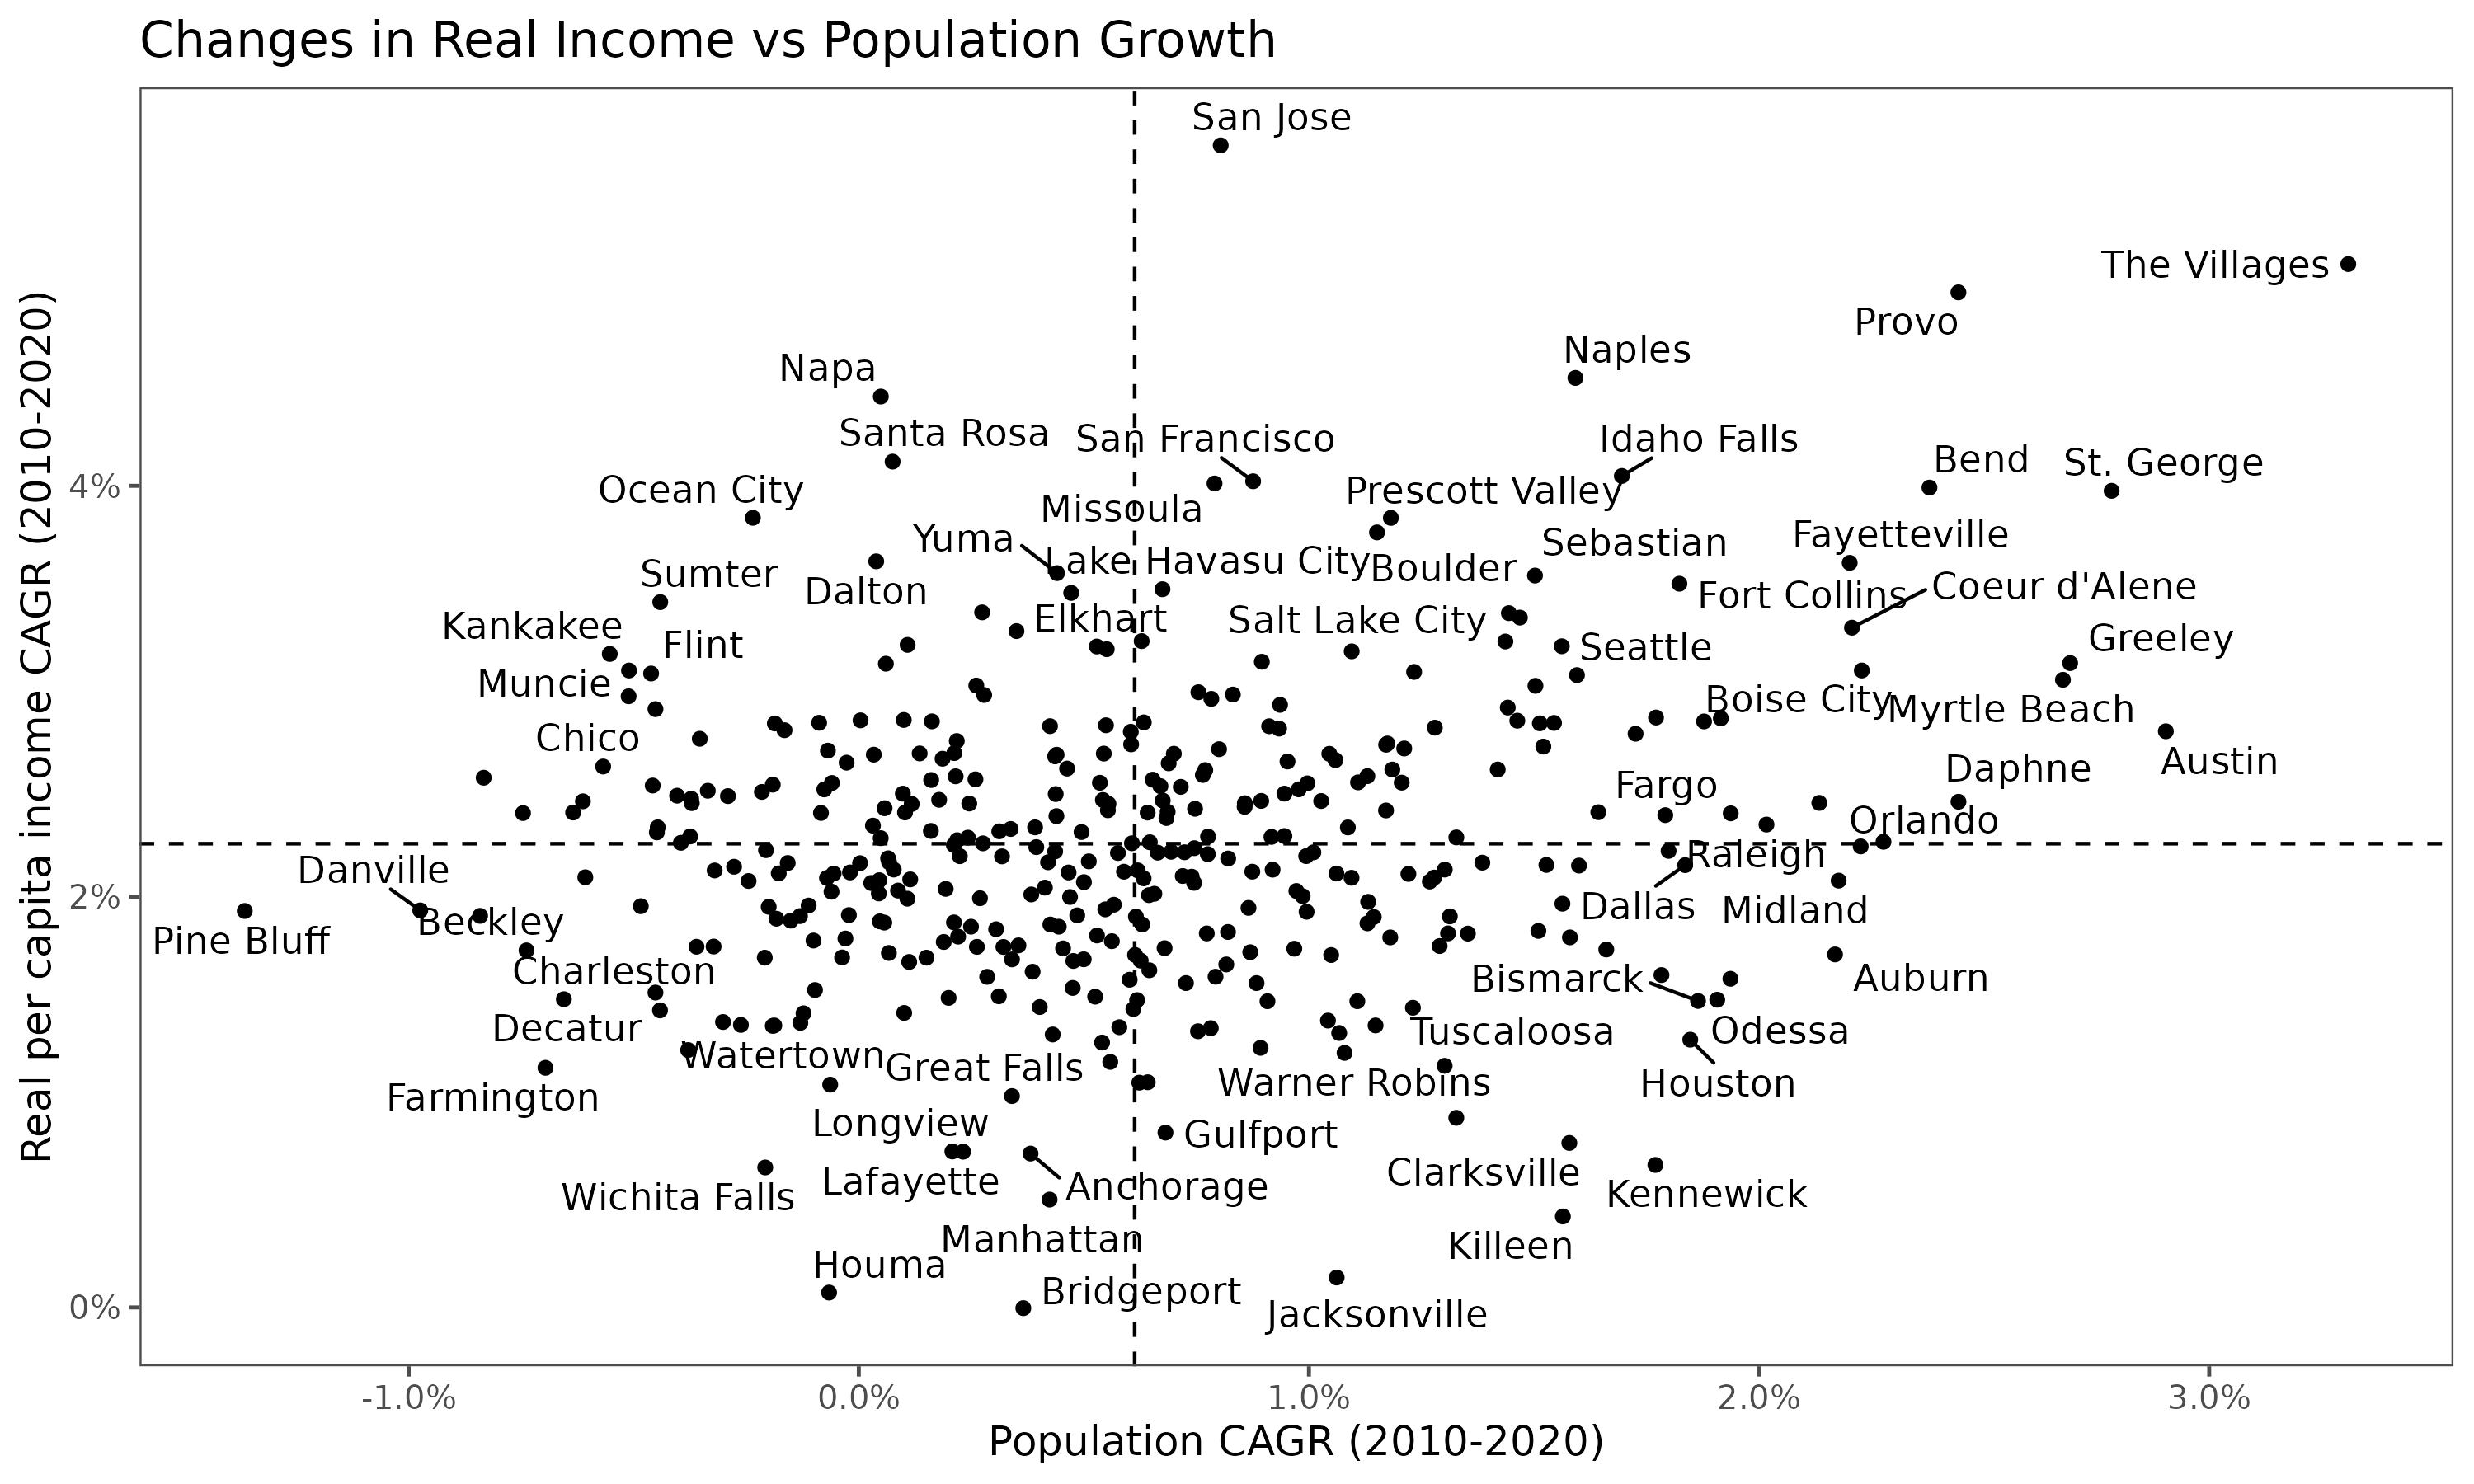 Changes in Real Income vs Population Growth
San Jose
The Villages
Provo
Naples
Napa
Santa Rosa
San Francisco
Idaho Falls
Bend
St. George
Ocean City
Prescott Valley
Missoula
Yuma
Sebastian
Fayetteville
Lake Havasu City
Boulder
Sumter
Dalton
Fort Collins
Coeur d'Alene
Kankakee
Elkhart
Salt Lake City
Flint
Seattle
Greeley
Muncie
Boise City
Myrtle Beach
Chico
Austin
Daphne
Fargo
Orlando
Raleigh
Danville
Beckley
Dallas
Midland
Pine Bluff
Charleston
Bismarck
Auburn
Decatur
Tuscaloosa
Odessa
Watertown
Great Falls
Warner Robins
Houston
Farmington
Longview
Gulfport
Clarksville
Lafayette
Anchorage
Wichita Falls
Kennewick
Manhattan
Killeen
Houma
Bridgeport
Jacksonville
4%
2%
0%
-1.0%
0.0%
1.0%
2.0%
3.0%
Population CAGR (2010-2020)
Real per capita income CAGR (2010-2020)